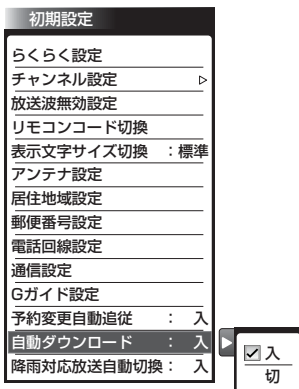 初期設定
らくらく設定
チャンネル設定
放送波無効設定
リモコンコード切換
表示文字サイズ切換 ：標準
アンテナ設定
居住地域設定
郵便番号設定
電話回線設定
通信設定
Gガイド設定
予約変更自動追従 ： 入
自動ダウンロード ： 入
降雨対応放送自動切換： 入
入
切